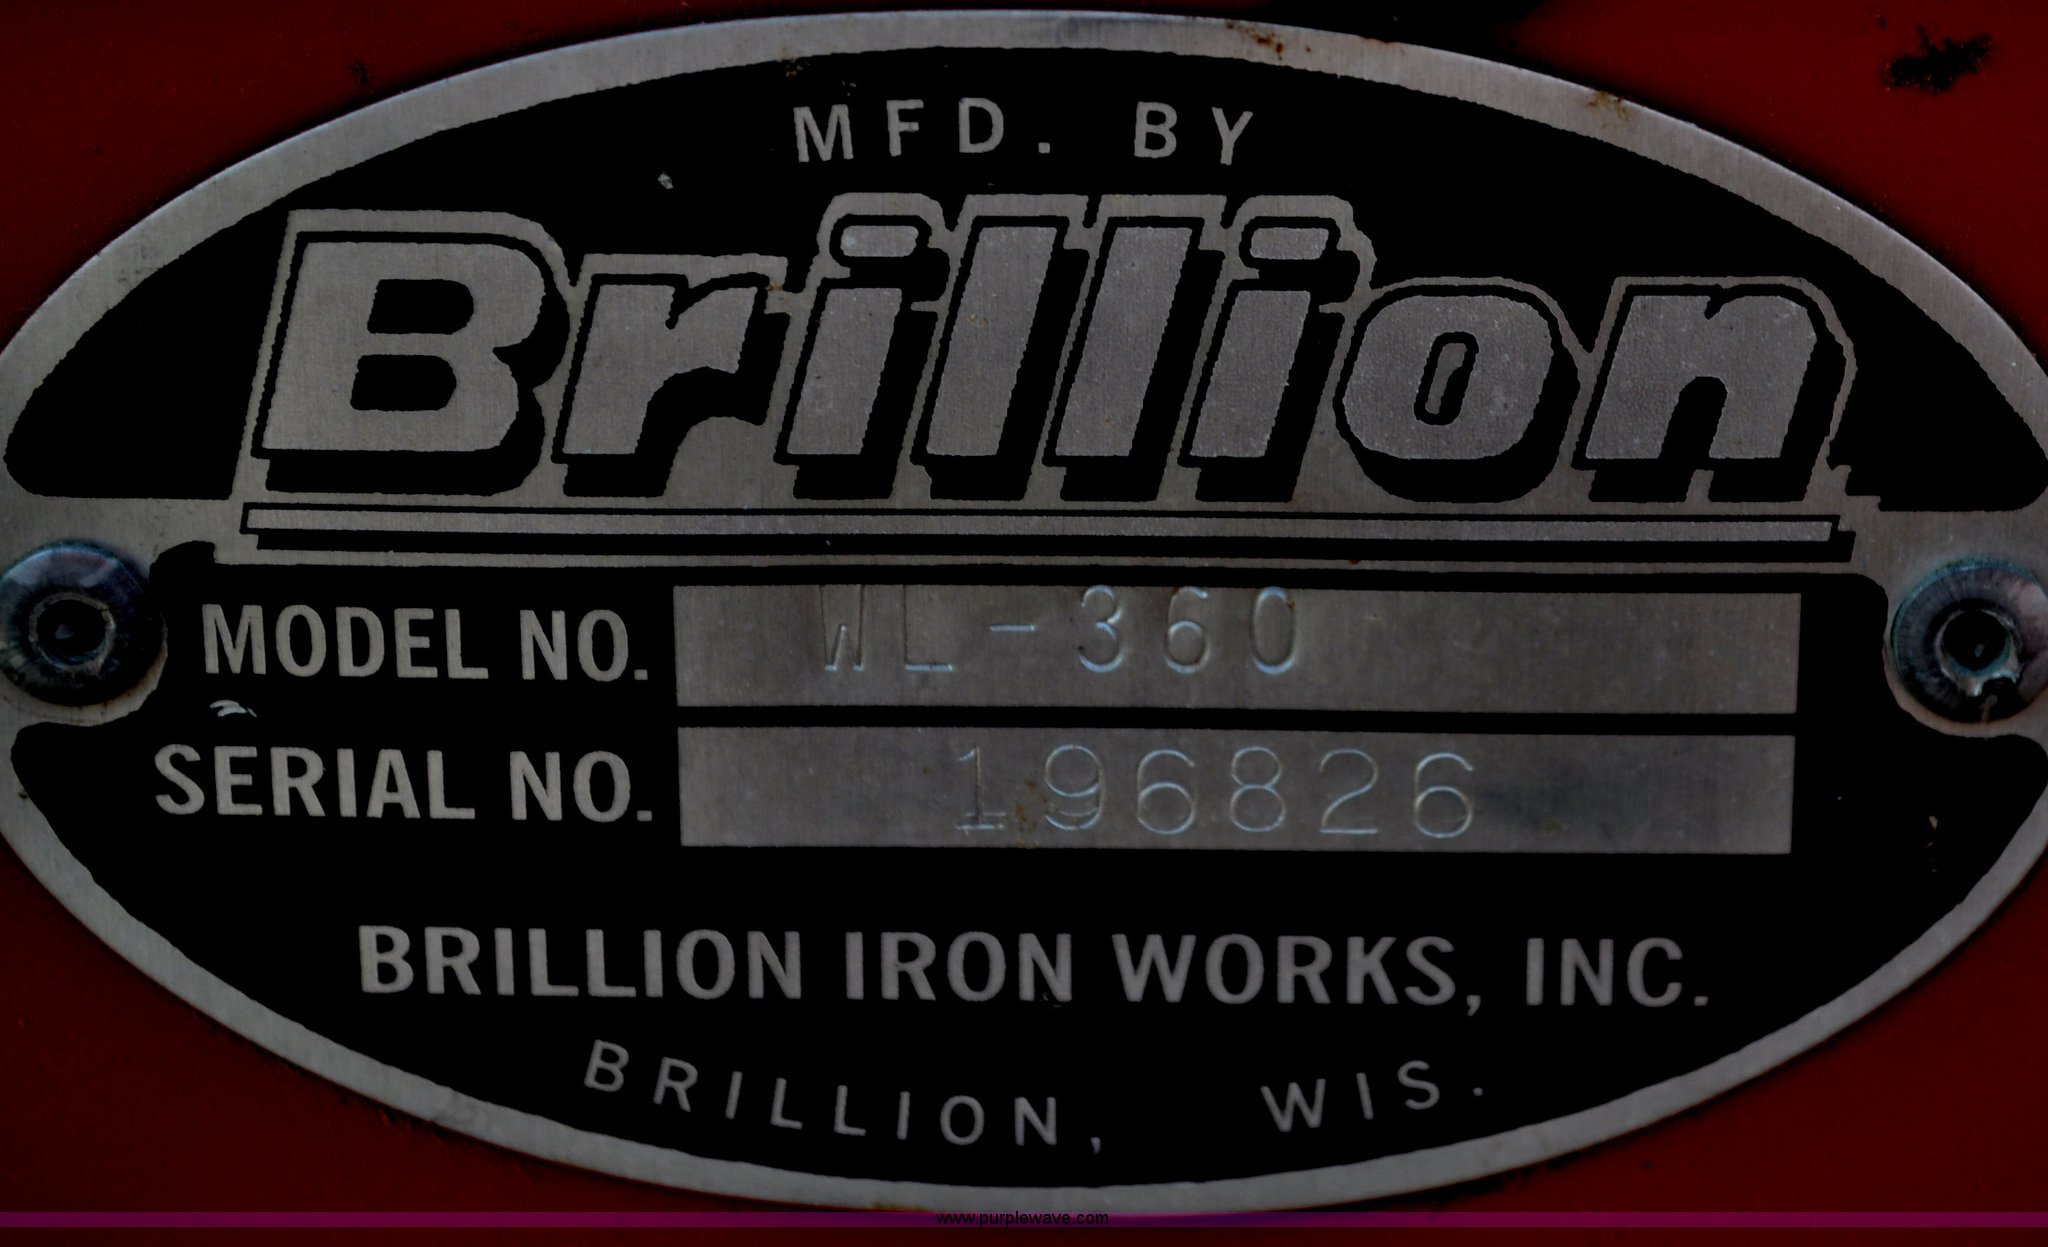 MFD. BY
Brillion
MODEL NO. WL-360
SERIAL NO. 196826
BRILLION IRON WORKS, INC.
BRILLION, WIS.
www.purplewave.com